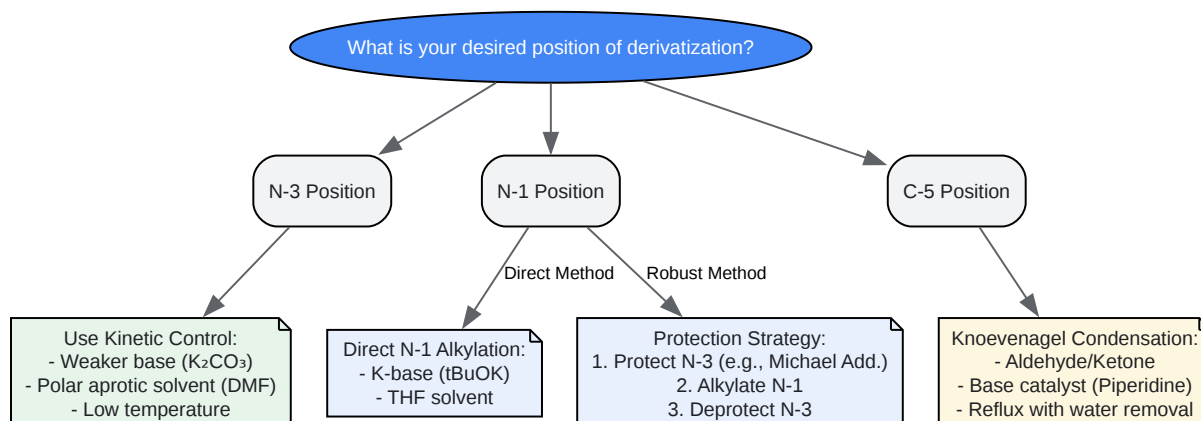 What is your desired position of derivatization?
N-3 Position
N-1 Position
C-5 Position
Direct Method
Robust Method
Use Kinetic Control:
- Weaker base (K₂CO₃)
- Polar aprotic solvent (DMF)
- Low temperature
Direct N-1 Alkylation:
- K-base (tBuOK)
- THF solvent
Protection Strategy:
1. Protect N-3 (e.g., Michael Add.)
2. Alkylate N-1
3. Deprotect N-3
Knoevenagel Condensation:
- Aldehyde/Ketone
- Base catalyst (Piperidine)
- Reflux with water removal